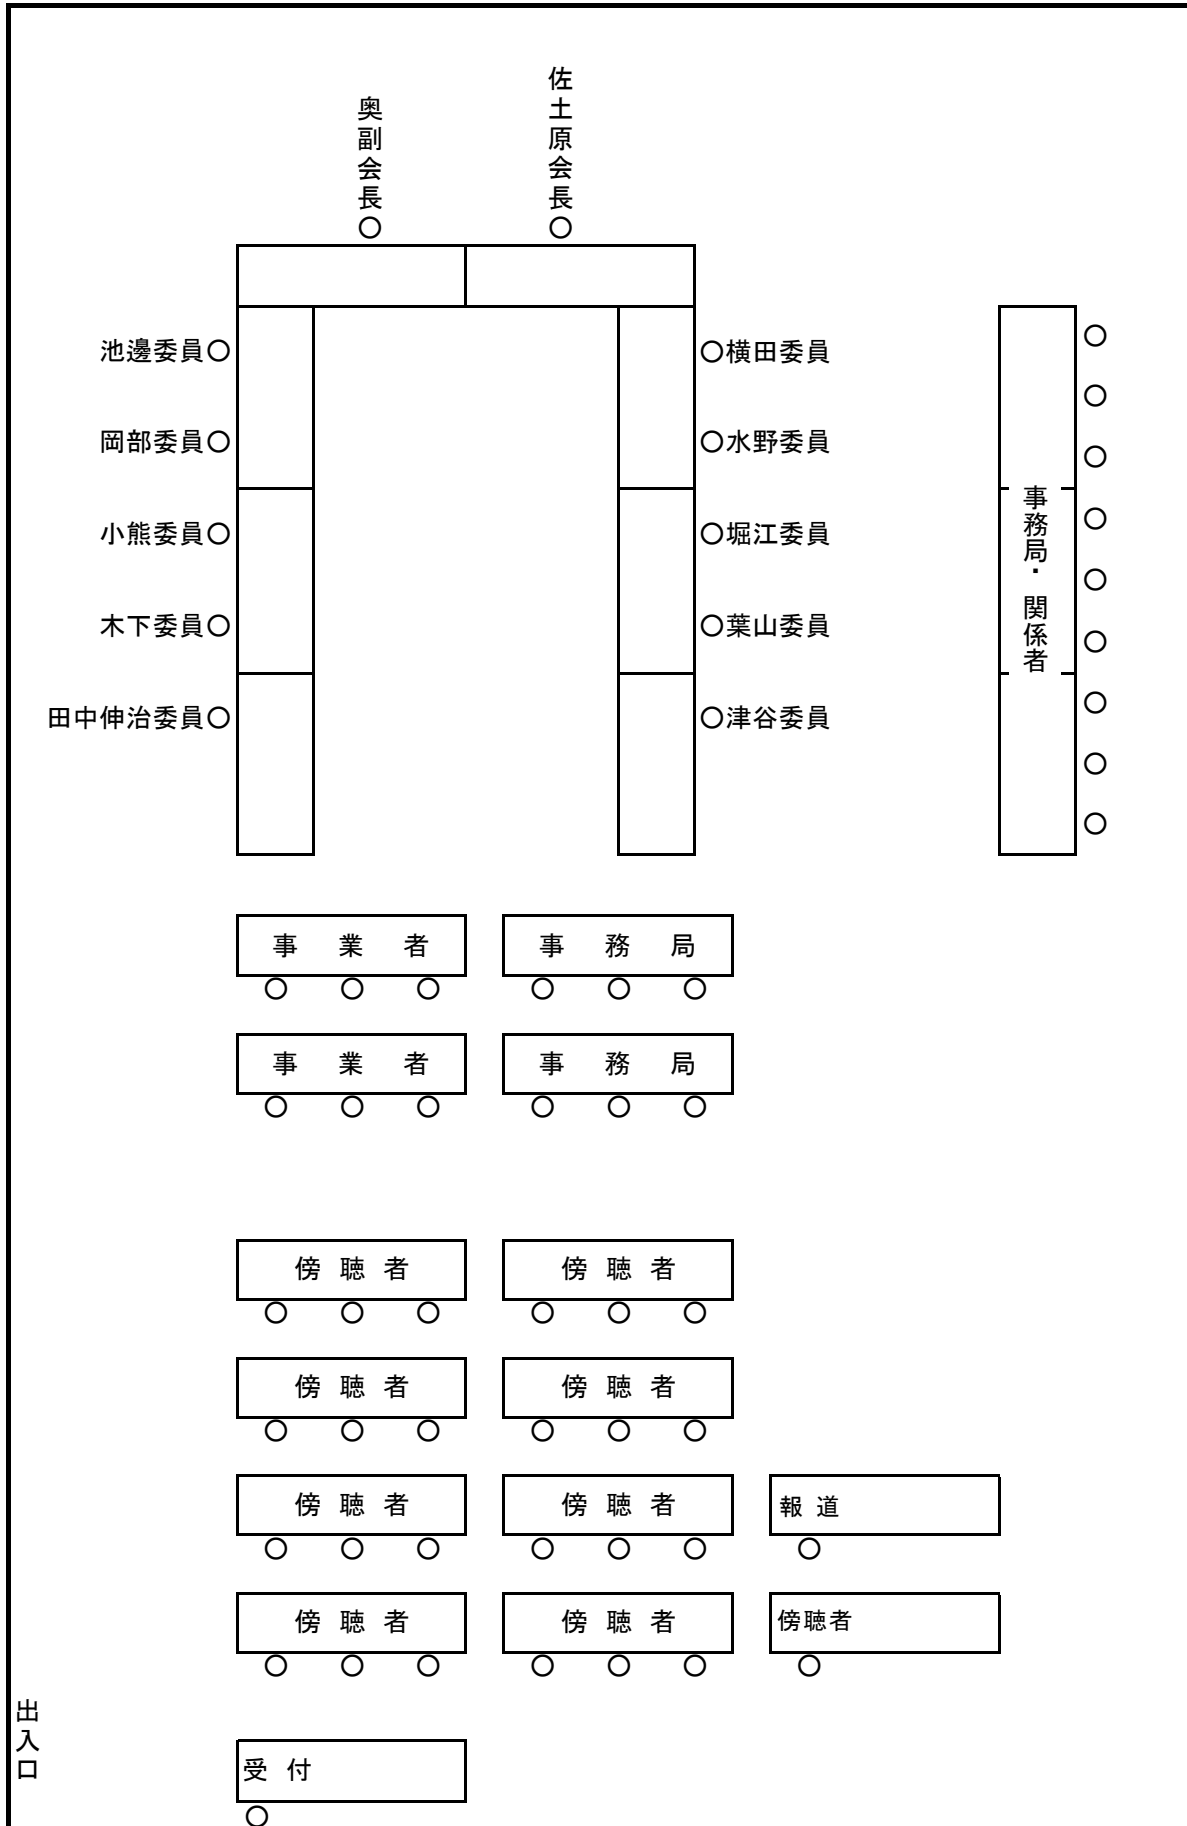 佐土原会長○
奥副会長○
池邊委員○
○横田委員
岡部委員○
○水野委員
小熊委員○
○堀江委員
木下委員○
○葉山委員
田中伸治委員○
○津谷委員
事務局・関係者
事業者
事務局
事業者
事務局
傍聴者
傍聴者
傍聴者
傍聴者
傍聴者
傍聴者
報道
傍聴者
傍聴者
傍聴者
出入口
受付